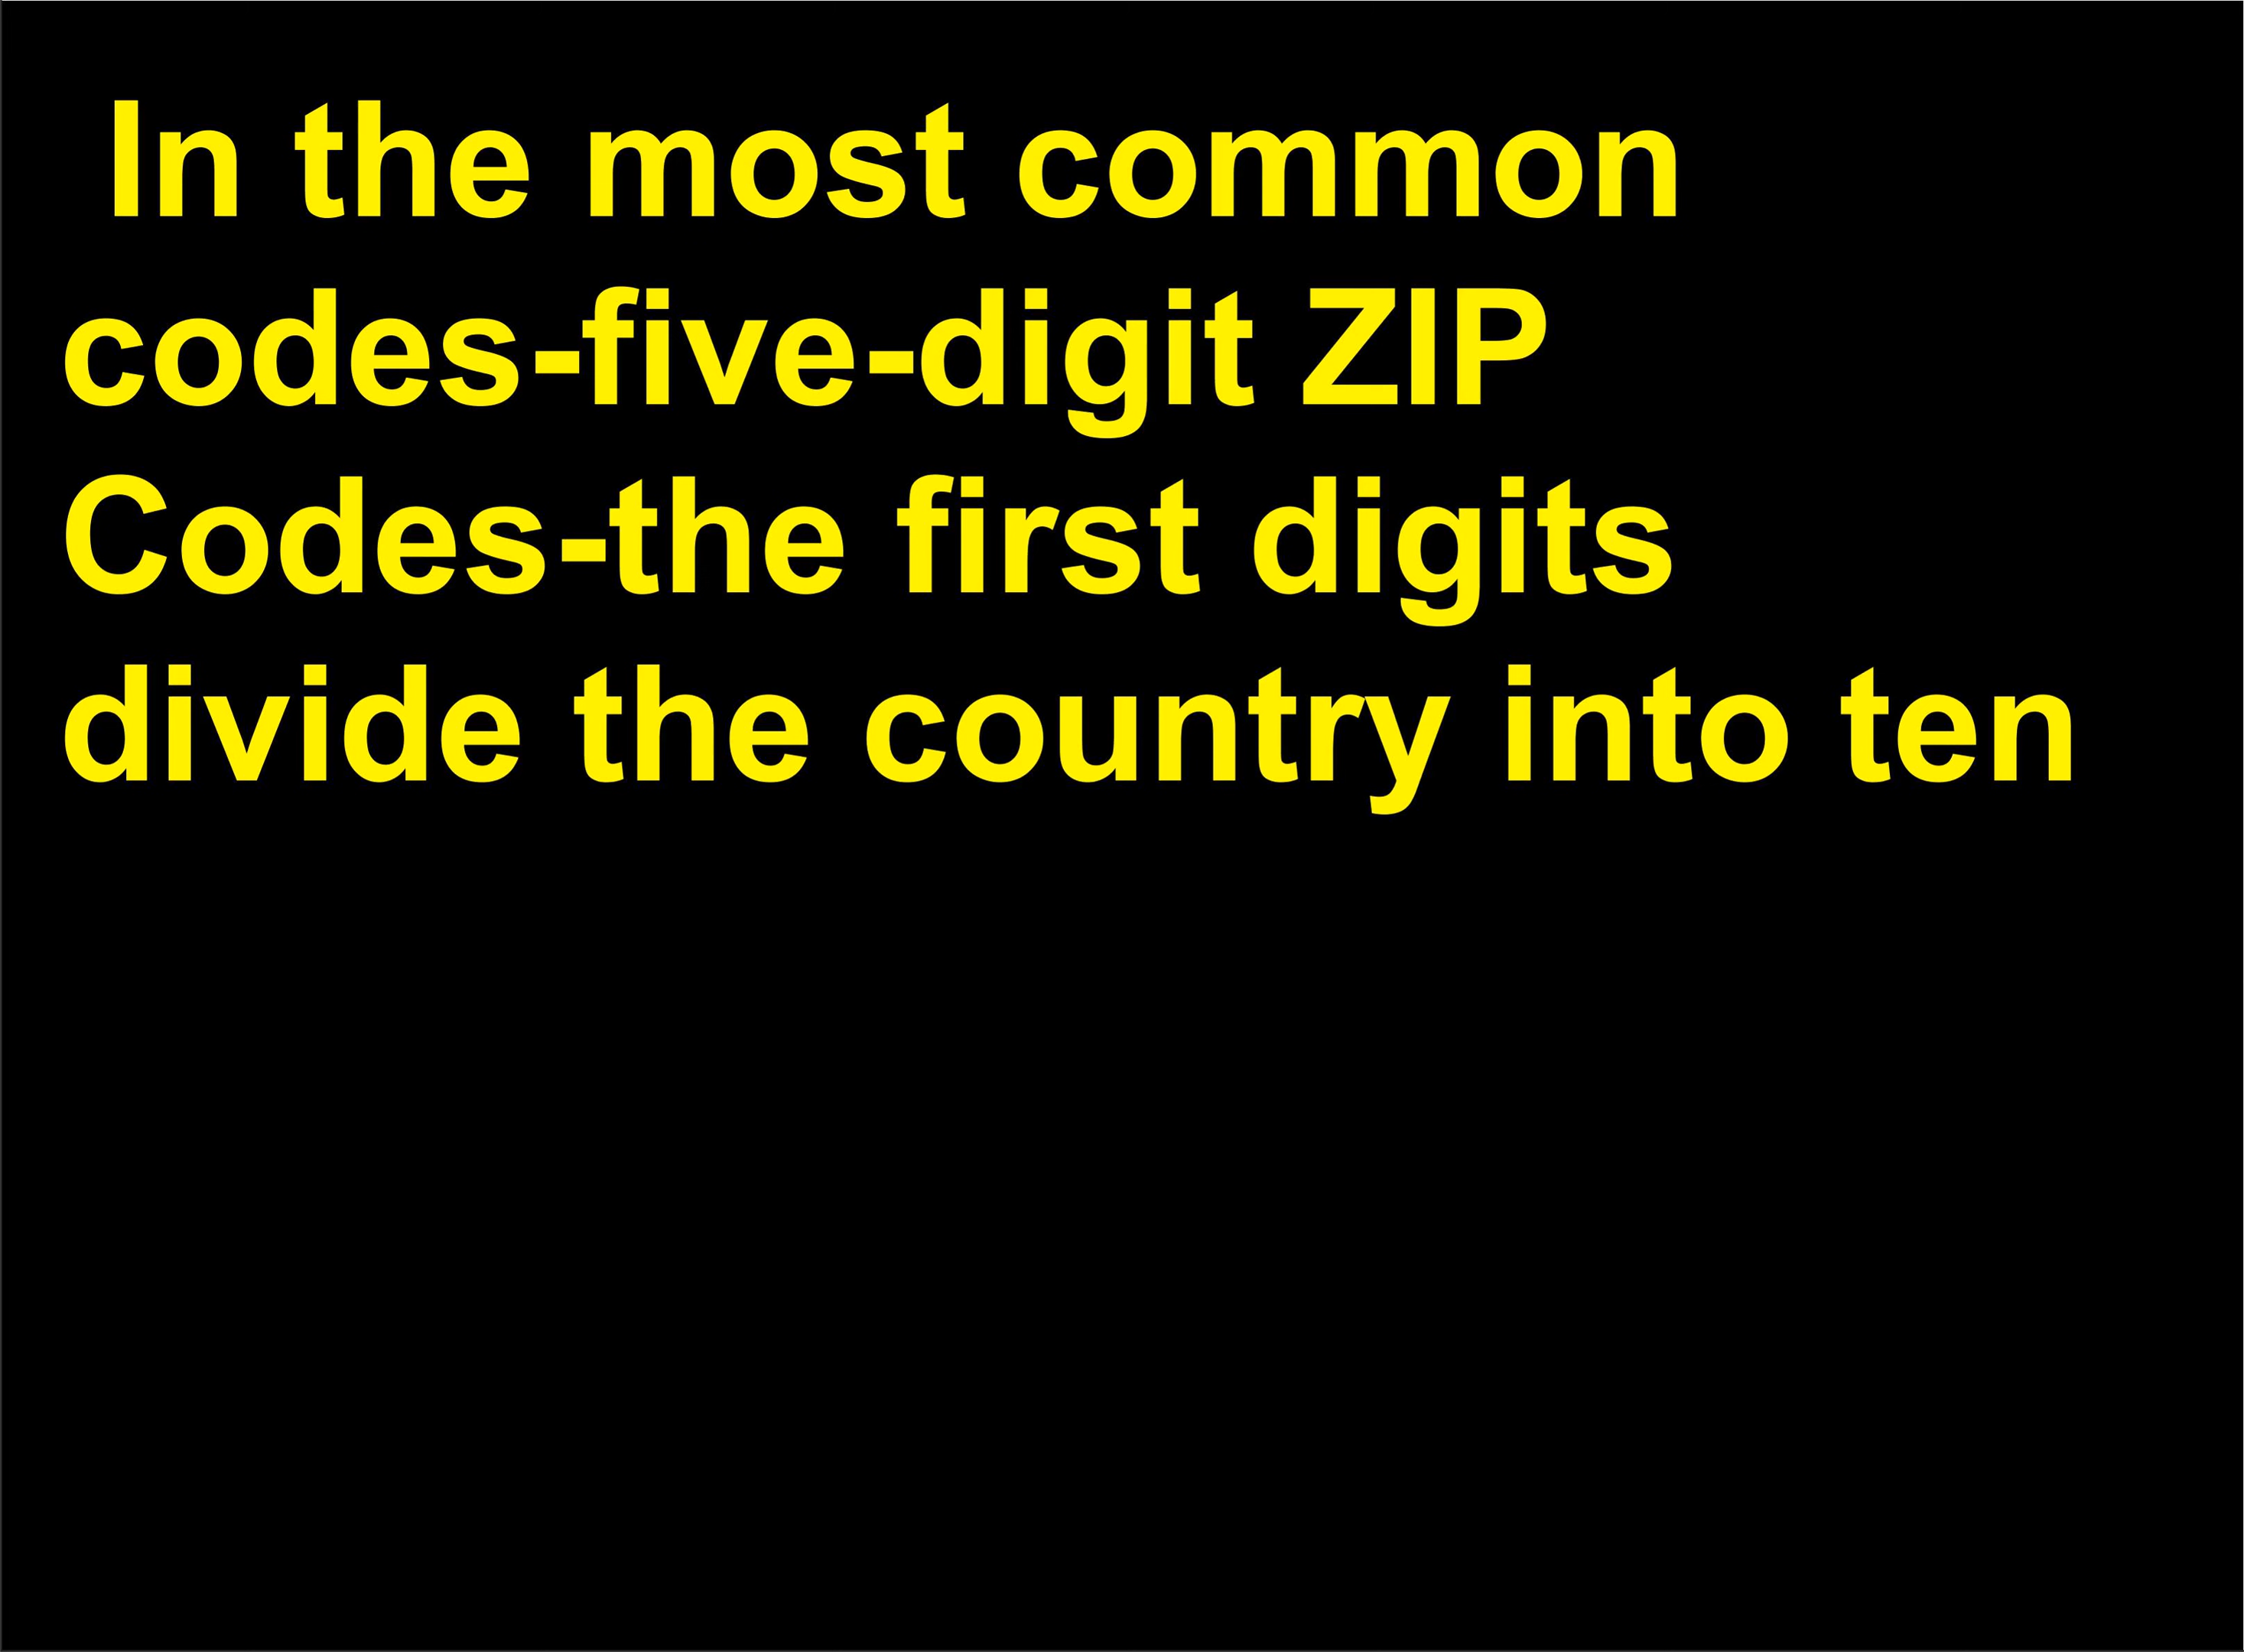 In the most common
codes-five-digit ZIP
Codes-the first digits
divide the country into ten